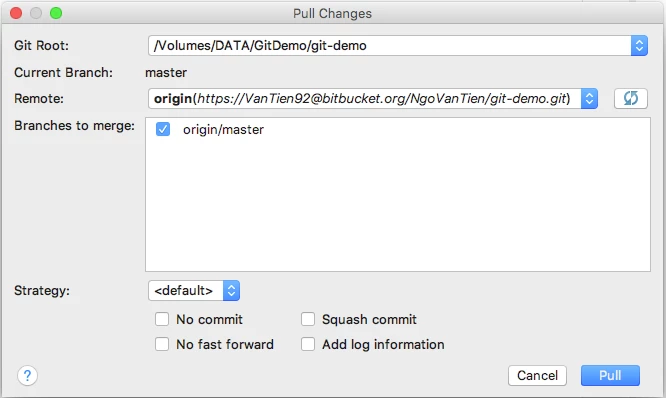 Pull Changes
Git Root: /Volumes/DATA/GitDemo/git-demo
Current Branch: master
Remote: origin(https://VanTien92@bitbucket.org/NgoVanTien/git-demo.git)
Branches to merge: origin/master
Strategy: <default>
No commit Squash commit
No fast forward Add log information
? Cancel Pull